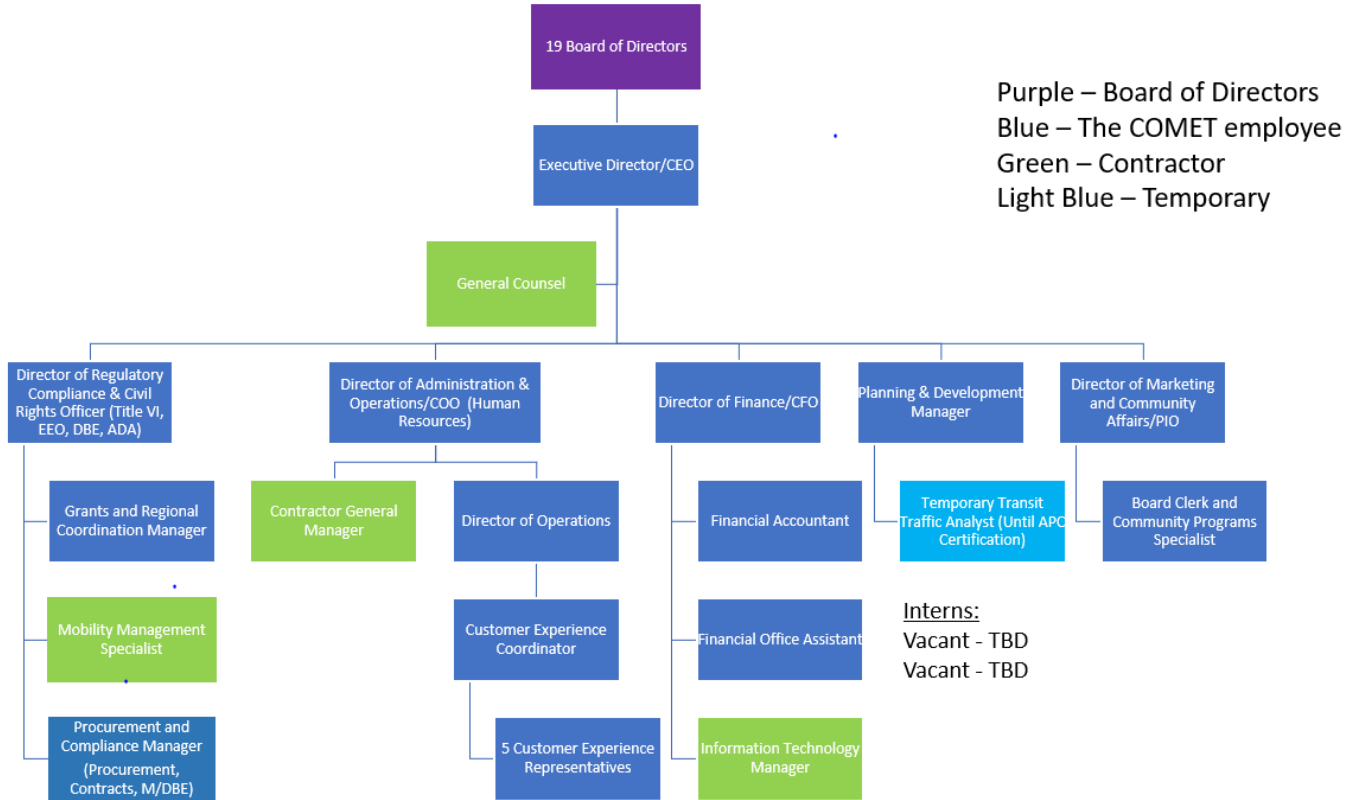 19 Board of Directors
Purple – Board of Directors
Blue – The COMET employee
Green – Contractor
Light Blue – Temporary
Executive Director/CEO
General Counsel
Director of Regulatory
Compliance & Civil
Rights Officer (Title VI,
EEO, DBE, ADA)
Director of Administration &
Operations/COO (Human
Resources)
Director of Finance/CFO
Planning & Development
Manager
Director of Marketing
and Community
Affairs/PIO
Grants and Regional
Coordination Manager
Contractor General
Manager
Director of Operations
Financial Accountant
Temporary Transit
Traffic Analyst (Until APC
Certification)
Board Clerk and
Community Programs
Specialist
Mobility Management
Specialist
Customer Experience
Coordinator
Financial Office Assistant
Interns:
Vacant - TBD
Vacant - TBD
Procurement and
Compliance Manager
(Procurement,
Contracts, M/DBE)
5 Customer Experience
Representatives
Information Technology
Manager